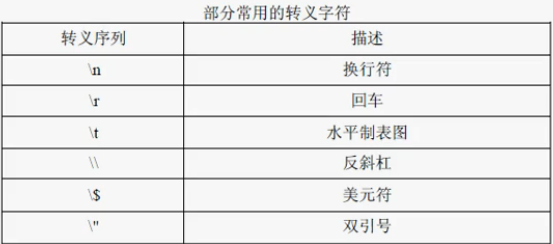 部分常用的转义字符
转义序列 描述
\n 换行符
\r 回车
\t 水平制表图
\\ 反斜杠
\$ 美元符
\" 双引号